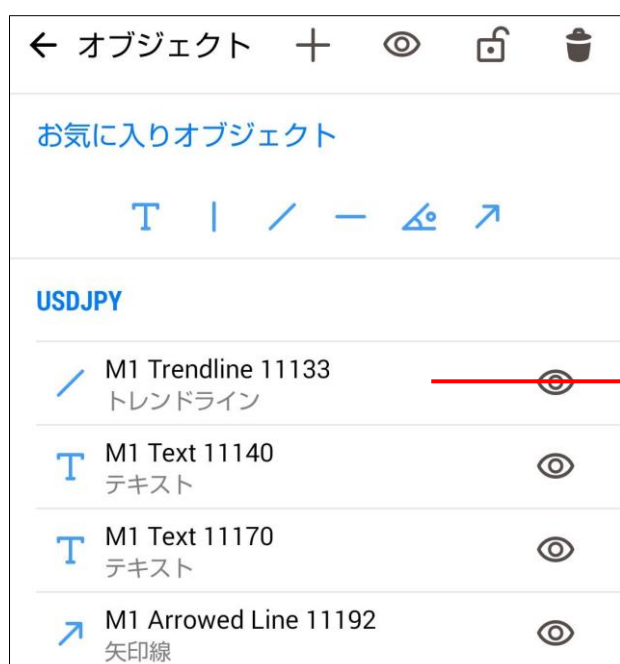 オブジェクト
お気に入りオブジェクト
USDJPY
M1 Trendline 11133
トレンドライン
M1 Text 11140
テキスト
M1 Text 11170
テキスト
M1 Arrowed Line 11192
矢印線